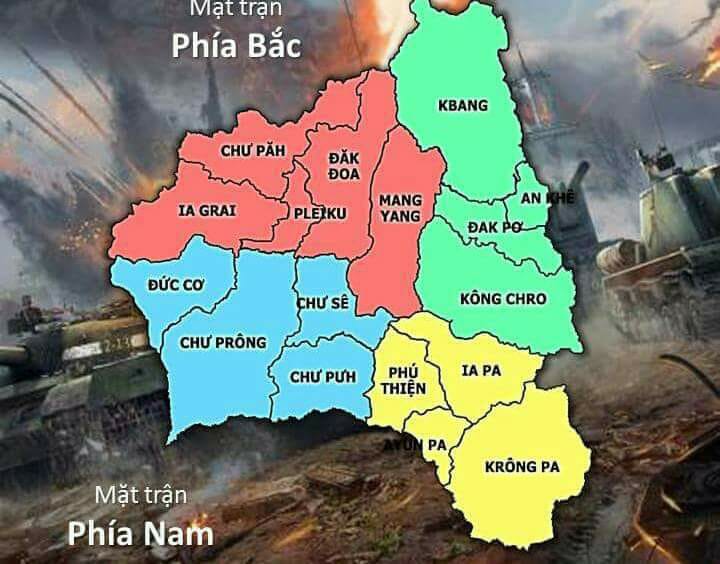 Mặt trận
Phía Bắc
KBANG
CHƯ PĂH
ĐĂK
ĐOA
IA GRAI
PLEIKU
MANG
YANG
AN KHÊ
ĐAK PƠ
ĐỨC CƠ
CHƯ SÊ
KÔNG CHRO
CHƯ PRÔNG
CHƯ PƯH
PHÚ
THIỆN
IA PA
AYUN PA
KRÔNG PA
Mặt trận
Phía Nam